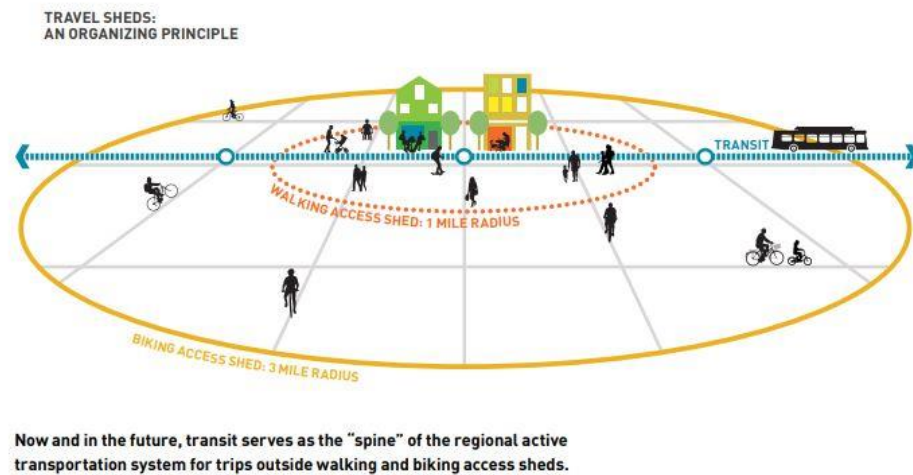 TRAVEL SHEDS:
AN ORGANIZING PRINCIPLE
TRANSIT
WALKING ACCESS SHED: 1 MILE RADIUS
BIKING ACCESS SHED: 3 MILE RADIUS
Now and in the future, transit serves as the “spine” of the regional active
transportation system for trips outside walking and biking access sheds.